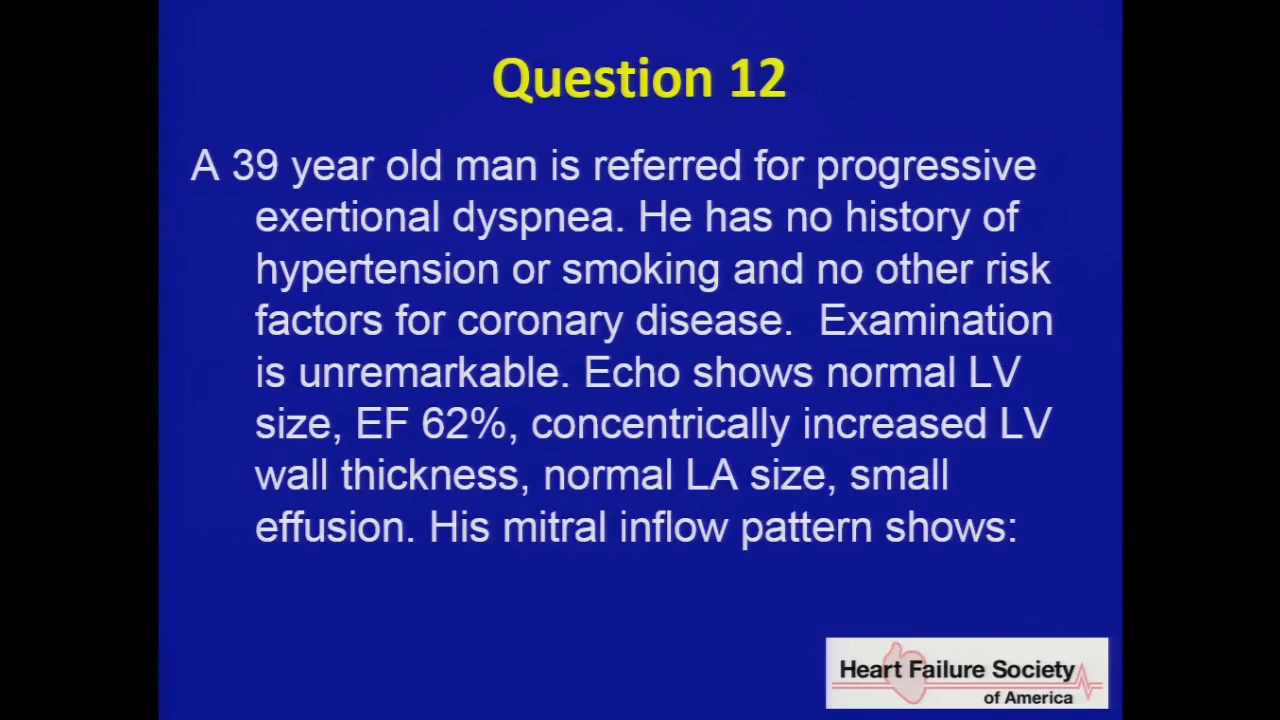 Question 12
A 39 year old man is referred for progressive
exertional dyspnea. He has no history of
hypertension or smoking and no other risk
factors for coronary disease.  Examination
is unremarkable. Echo shows normal LV
size, EF 62%, concentrically increased LV
wall thickness, normal LA size, small
effusion. His mitral inflow pattern shows:
Heart Failure Society
of America